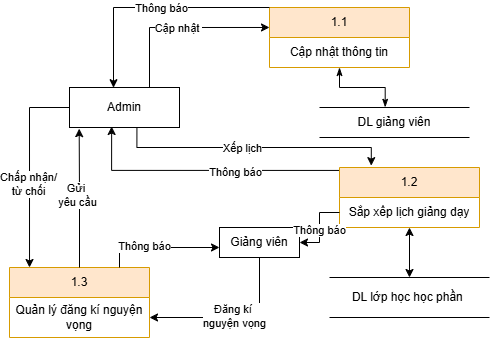 Thông báo
1.1
Cập nhật
Cập nhật thông tin
Admin
DL giảng viên
Xếp lịch
Thông báo
Chấp nhận/
từ chối
Gửi
yêu cầu
1.2
Sắp xếp lịch giảng dạy
Thông báo
Thông báo
Giảng viên
1.3
Quản lý đăng kí nguyện
vọng
Đăng kí
nguyện vọng
DL lớp học học phần